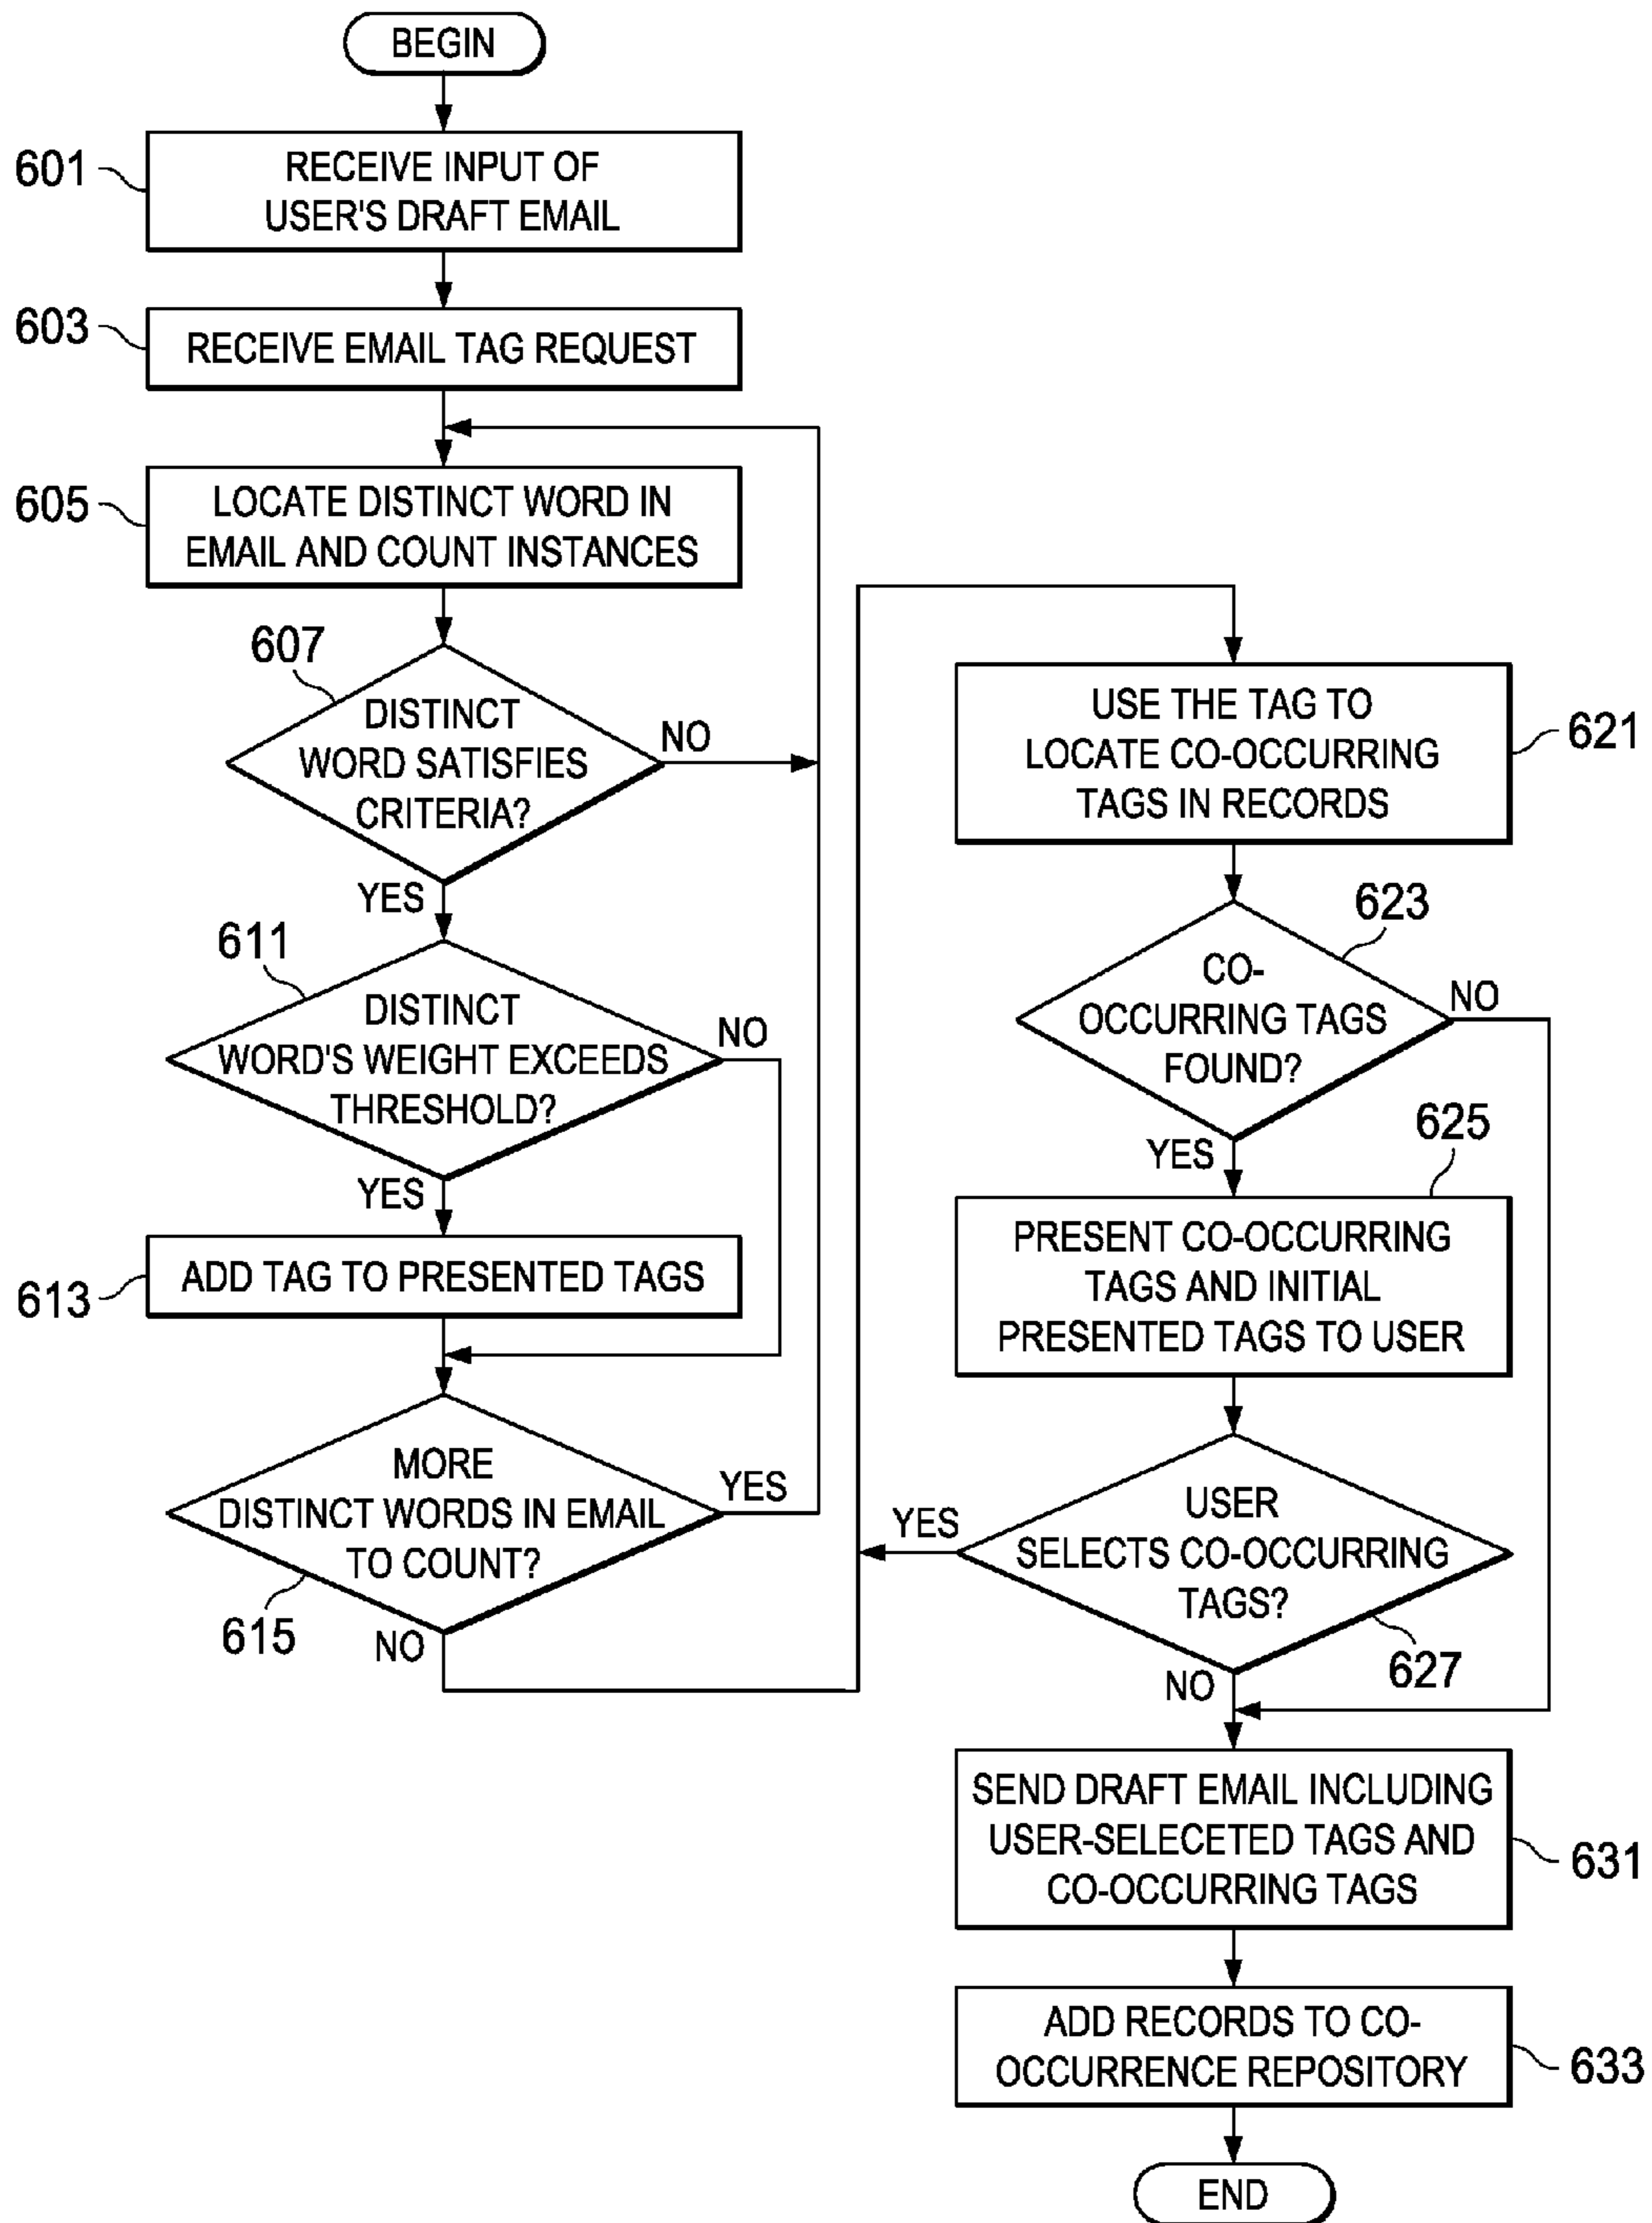 BEGIN
601
RECEIVE INPUT OF
USER'S DRAFT EMAIL
603
RECEIVE EMAIL TAG REQUEST
605
LOCATE DISTINCT WORD IN
EMAIL AND COUNT INSTANCES
607
DISTINCT
WORD SATISFIES
CRITERIA?
NO
YES
611
DISTINCT
WORD'S WEIGHT EXCEEDS
THRESHOLD?
NO
YES
613
ADD TAG TO PRESENTED TAGS
MORE
DISTINCT WORDS IN EMAIL
TO COUNT?
YES
615
NO
USE THE TAG TO
LOCATE CO-OCCURRING
TAGS IN RECORDS
621
623
CO-
OCCURRING TAGS
FOUND?
NO
YES
625
PRESENT CO-OCCURRING
TAGS AND INITIAL
PRESENTED TAGS TO USER
YES
USER
SELECTS CO-OCCURRING
TAGS?
627
NO
SEND DRAFT EMAIL INCLUDING
USER-SELECETED TAGS AND
CO-OCCURRING TAGS
631
ADD RECORDS TO CO-
OCCURRENCE REPOSITORY
633
END